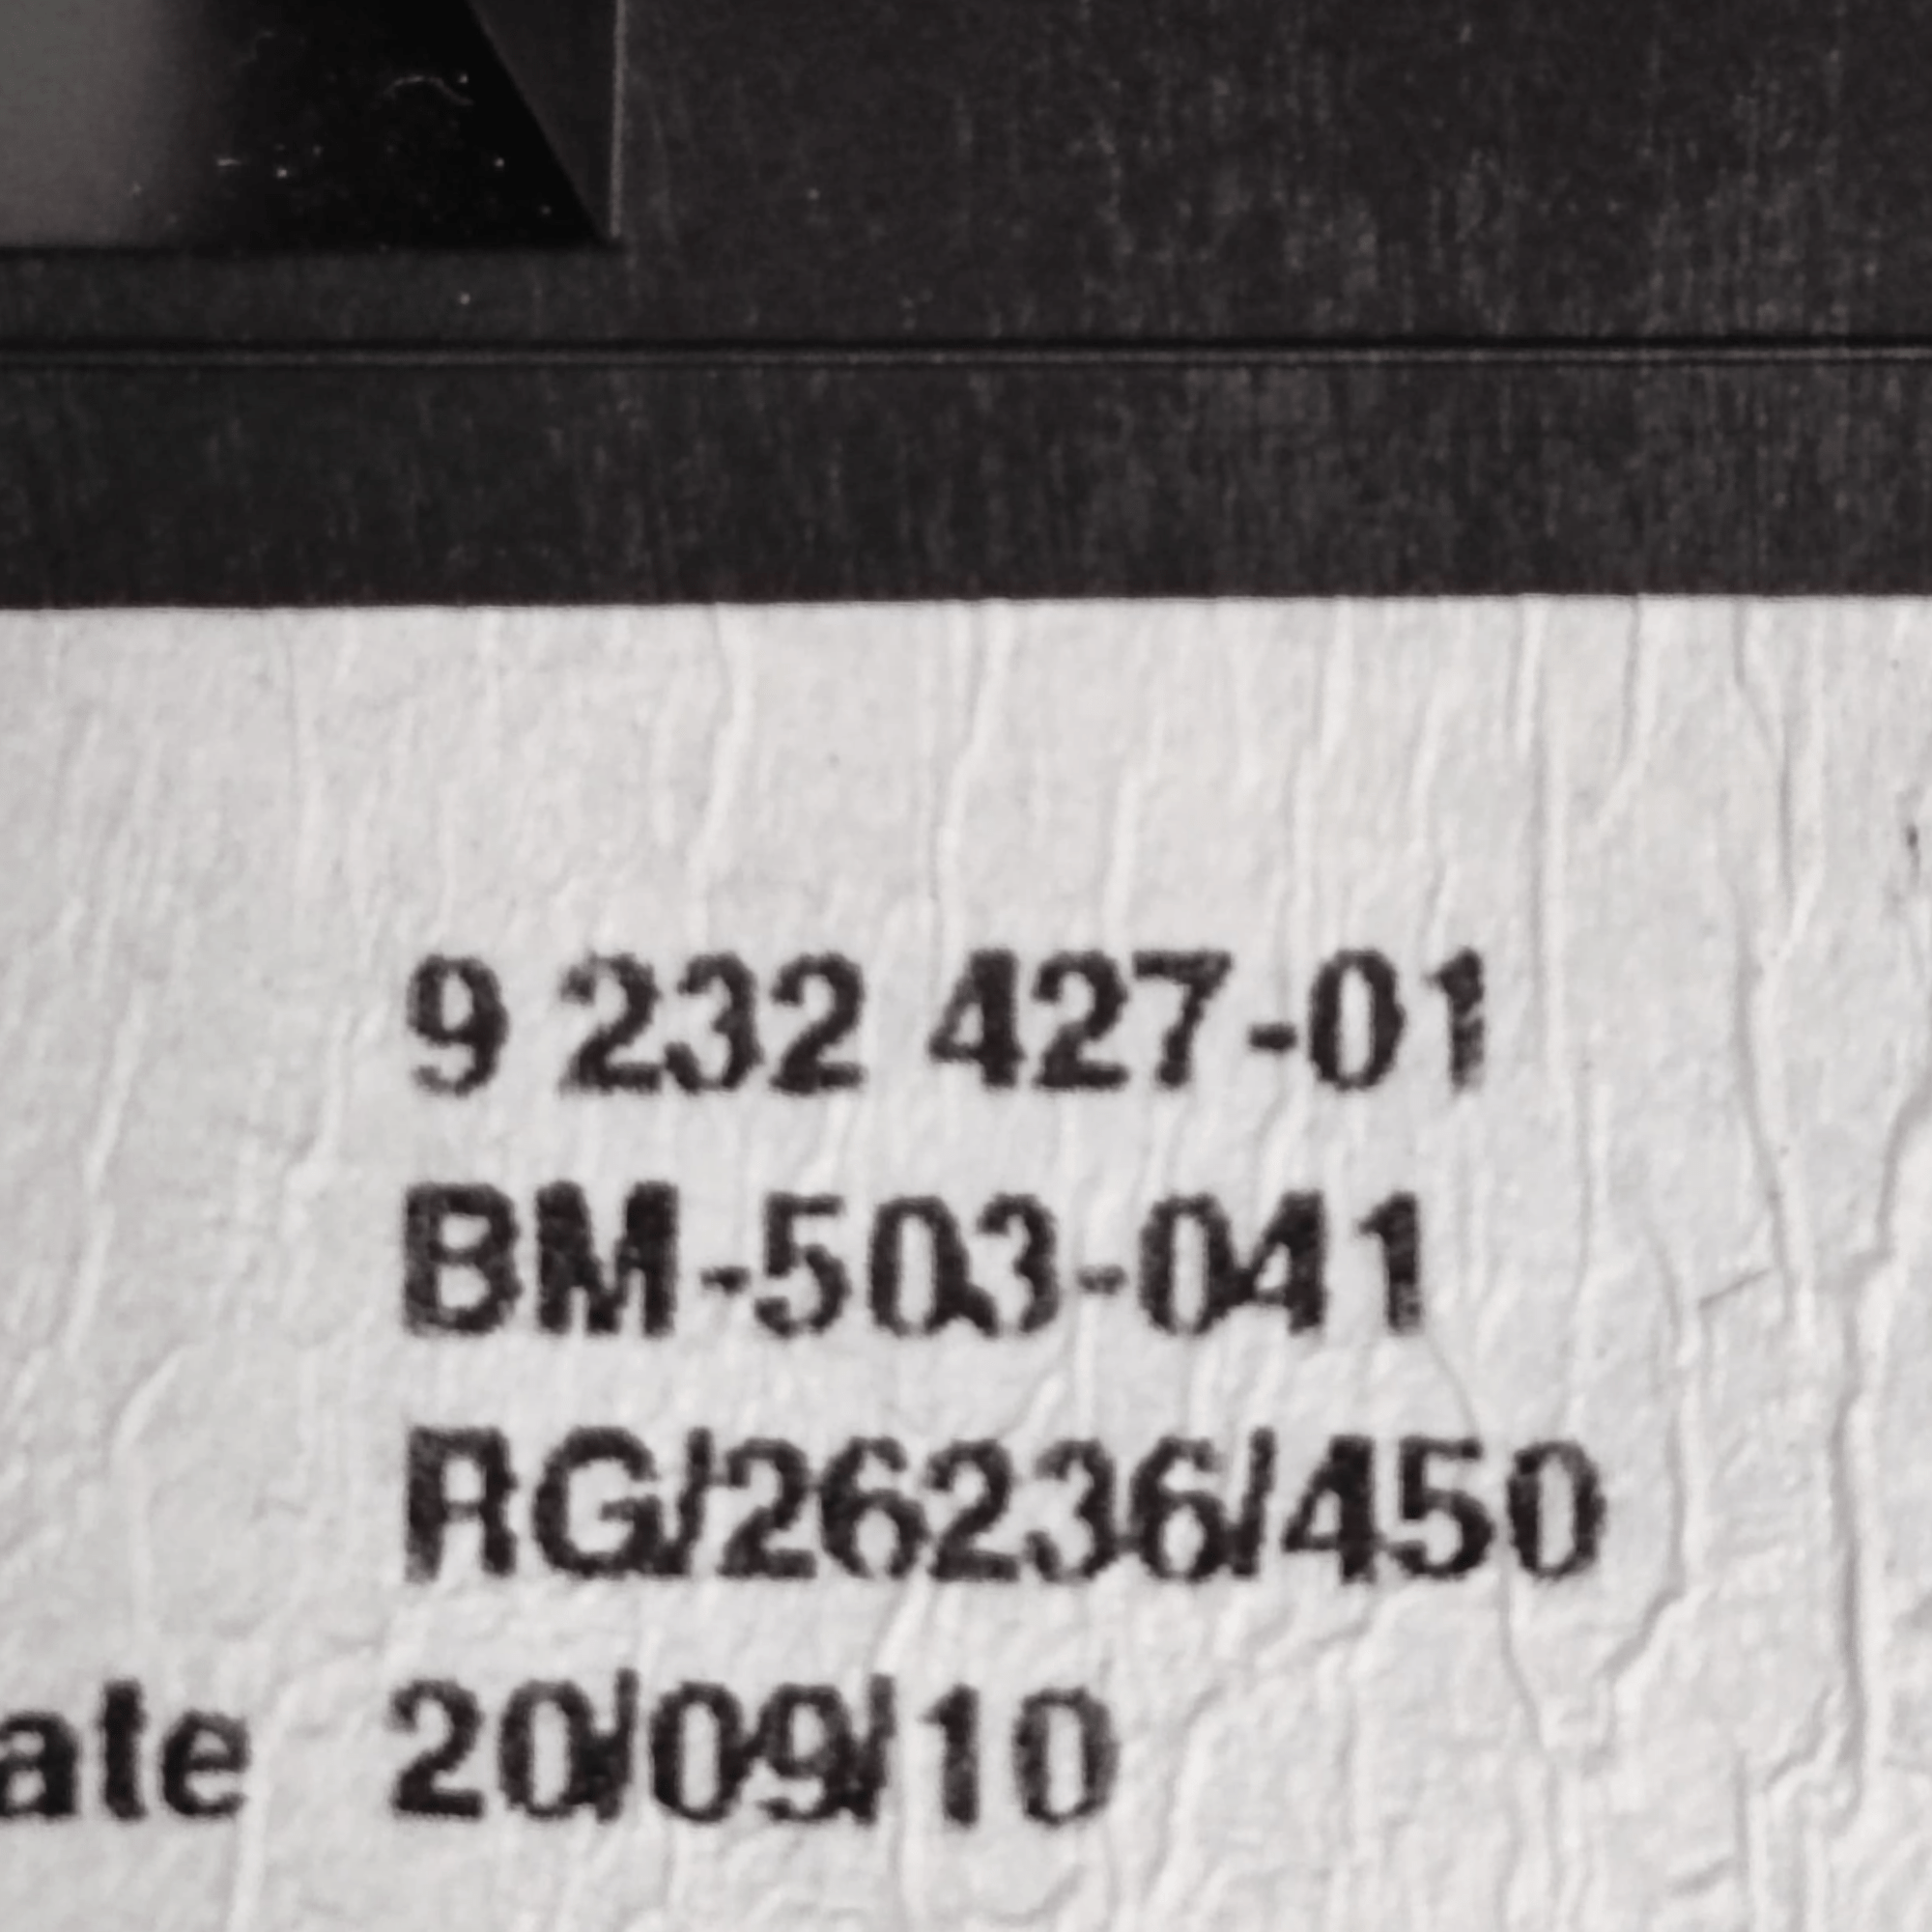 9 232 427-01
BM-503-041
RG/26236/450
ate 20/09/10